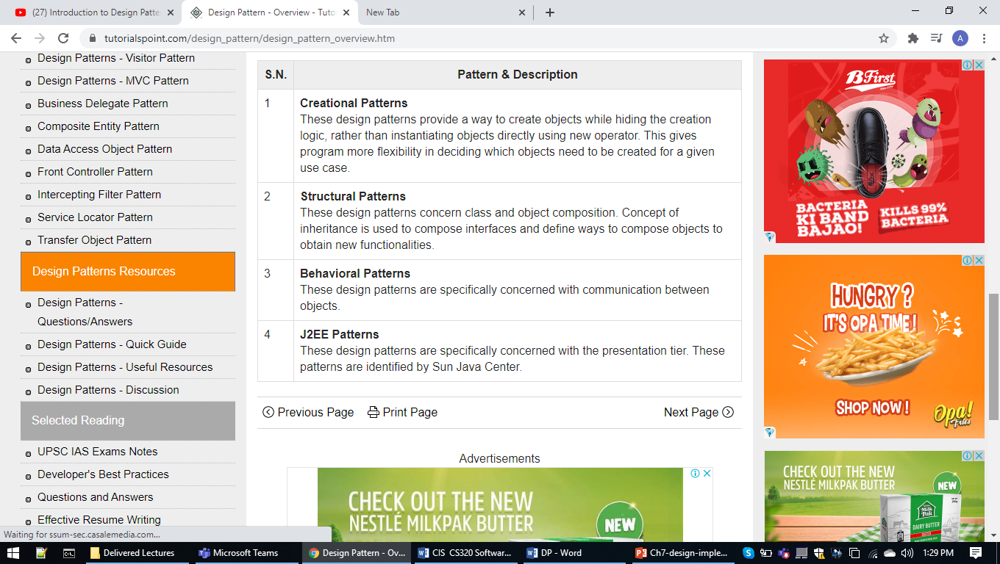 (27) Introduction to Design Patte
Design Pattern - Overview - Tuto
New Tab
tutorialspoint.com/design_pattern/design_pattern_overview.htm
A
Design Patterns - Visitor Pattern
Design Patterns - MVC Pattern
Business Delegate Pattern
Composite Entity Pattern
Data Access Object Pattern
Front Controller Pattern
Intercepting Filter Pattern
Service Locator Pattern
Transfer Object Pattern
Design Patterns Resources
Design Patterns -
Questions/Answers
Design Patterns - Quick Guide
Design Patterns - Useful Resources
Design Patterns - Discussion
Selected Reading
UPSC IAS Exams Notes
Developer's Best Practices
Questions and Answers
Effective Resume Writing
S.N. Pattern & Description
1 Creational Patterns
These design patterns provide a way to create objects while hiding the creation
logic, rather than instantiating objects directly using new operator. This gives
program more flexibility in deciding which objects need to be created for a given
use case.
2 Structural Patterns
These design patterns concern class and object composition. Concept of
inheritance is used to compose interfaces and define ways to compose objects to
obtain new functionalities.
3 Behavioral Patterns
These design patterns are specifically concerned with communication between
objects.
4 J2EE Patterns
These design patterns are specifically concerned with the presentation tier. These
patterns are identified by Sun Java Center.
Previous Page Print Page Next Page
Advertisements
CHECK OUT THE NEW
NESTLÉ MILKPAK BUTTER
NEW
BFirst
BACTERIA
KI BAND
BAJAO!
KILLS 99%
BACTERIA
HUNGRY ?
IT'S OPA TIME !
SHOP NOW !
Opa!
Fries
CHECK OUT THE NEW
NESTLÉ MILKPAK BUTTER
NEW
Milk
Pak
DAIRY BUTTER
Waiting for ssum-sec.casalemedia.com...
Delivered Lectures
Microsoft Teams
Design Pattern - Ov...
CIS CS320 Softwar...
DP - Word
Ch7-design-imple...
1:29 PM